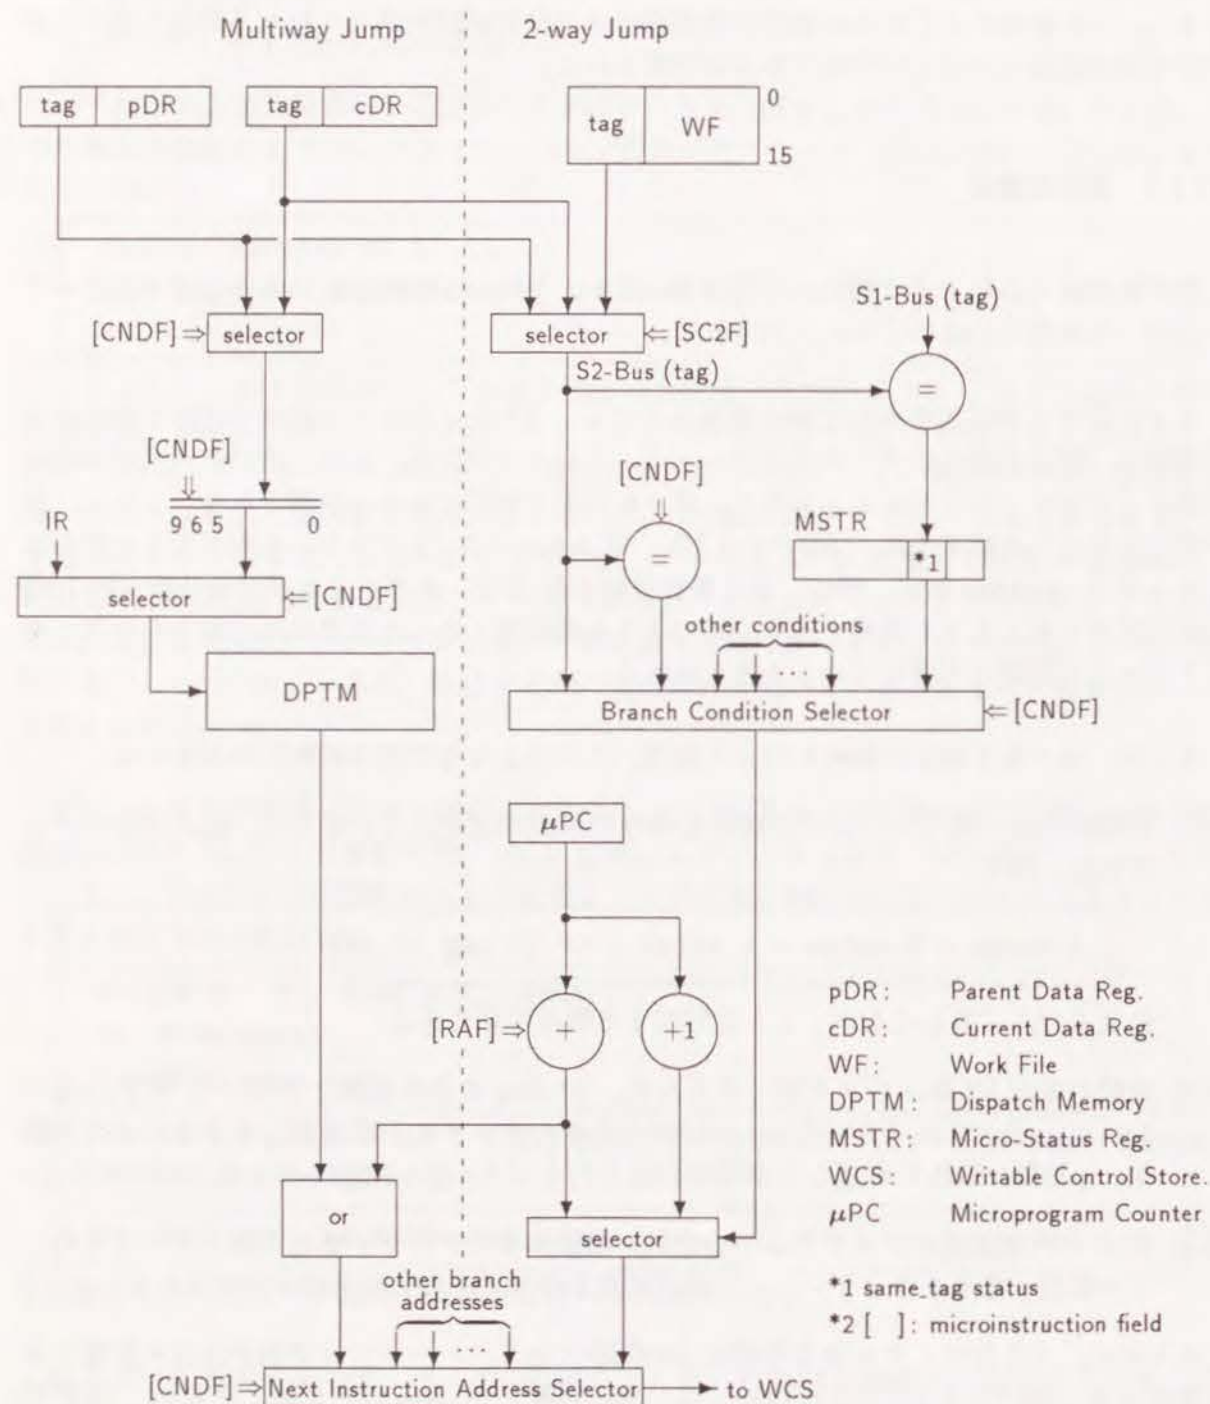 Multiway Jump
2-way Jump
tag pDR
tag cDR
tag WF
0
15
S1-Bus (tag)
[CNDF]⇒ selector
selector ⇐[SC2F]
S2-Bus (tag)
=
[CNDF]
⇓
[CNDF]
⇓
IR
9 6 5 0
=
MSTR
*1
selector ⇐[CNDF]
other conditions
...
DPTM
Branch Condition Selector ⇐[CNDF]
μPC
[RAF]⇒ +
+1
pDR: Parent Data Reg.
cDR: Current Data Reg.
WF: Work File
DPTM: Dispatch Memory
MSTR: Micro-Status Reg.
WCS: Writable Control Store.
μPC Microprogram Counter
or
selector
other branch
addresses
...
*1 same_tag status
*2 [ ]: microinstruction field
[CNDF]⇒ Next Instruction Address Selector to WCS